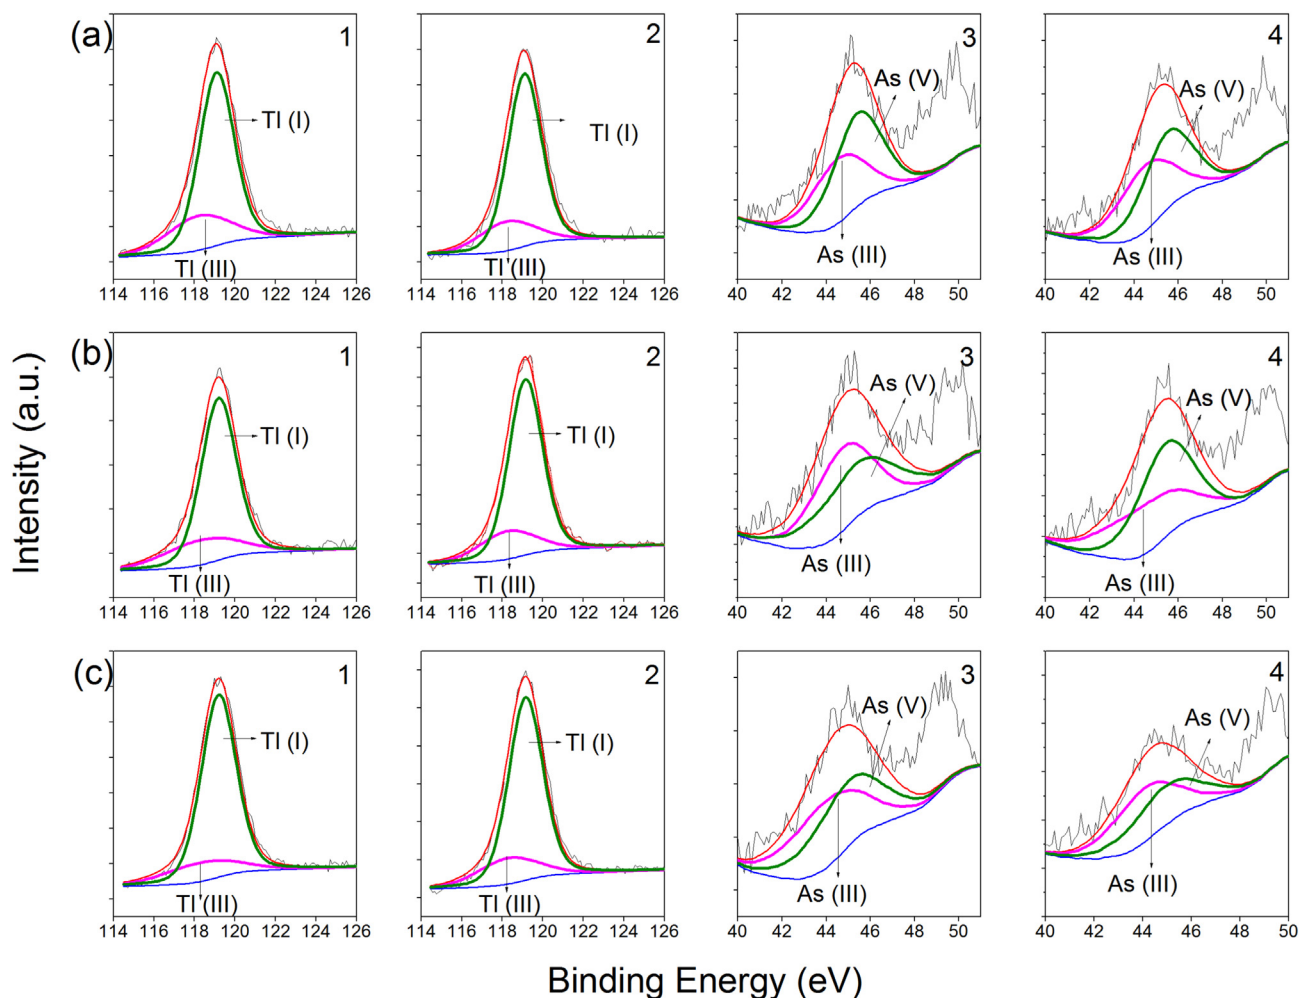 (a)
1
Tl (I)
Tl (III)
114 116 118 120 122 124 126
2
Tl (I)
Tl (III)
114 116 118 120 122 124 126
3
As (V)
As (III)
40 42 44 46 48 50
4
As (V)
As (III)
40 42 44 46 48 50
(b)
1
Tl (I)
Tl (III)
114 116 118 120 122 124 126
2
Tl (I)
Tl (III)
114 116 118 120 122 124 126
3
As (V)
As (III)
40 42 44 46 48 50
4
As (V)
As (III)
40 42 44 46 48 50
(c)
1
Tl (I)
Tl (III)
114 116 118 120 122 124 126
2
Tl (I)
Tl (III)
114 116 118 120 122 124 126
3
As (V)
As (III)
40 42 44 46 48 50
4
As (V)
As (III)
40 42 44 46 48 50
Intensity (a.u.)
Binding Energy (eV)